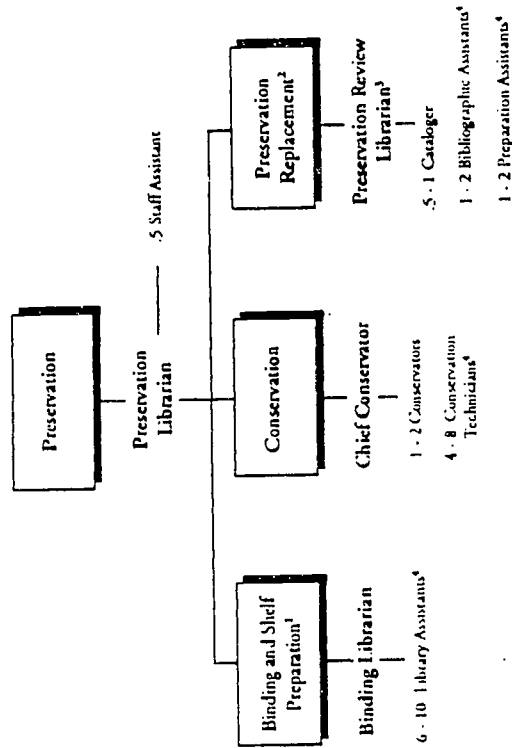 Preservation
Preservation
Librarian
.5 Staff Assistant
Binding and Shelf
Preparation¹
Binding Librarian
6 - 10 Library Assistants⁴
Conservation
Chief Conservator
1 - 2 Conservators
4 - 8 Conservation
Technicians⁴
Preservation
Replacement²
Preservation Review
Librarian³
.5 - 1 Cataloger
1 - 2 Bibliographic Assistants⁴
1 - 2 Preparation Assistants⁴